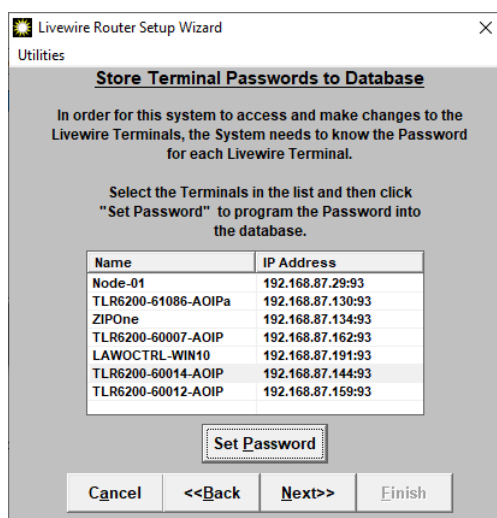 Livewire Router Setup Wizard
Utilities
Store Terminal Passwords to Database
In order for this system to access and make changes to the
Livewire Terminals, the System needs to know the Password
for each Livewire Terminal.
Select the Terminals in the list and then click
"Set Password" to program the Password into
the database.
Name IP Address
Node-01 192.168.87.29:93
TLR6200-61086-AOIPa 192.168.87.130:93
ZIPOne 192.168.87.134:93
TLR6200-60007-AOIP 192.168.87.162:93
LAWOCTRL-WIN10 192.168.87.191:93
TLR6200-60014-AOIP 192.168.87.144:93
TLR6200-60012-AOIP 192.168.87.159:93
Set Password
Cancel <<Back Next>> Finish